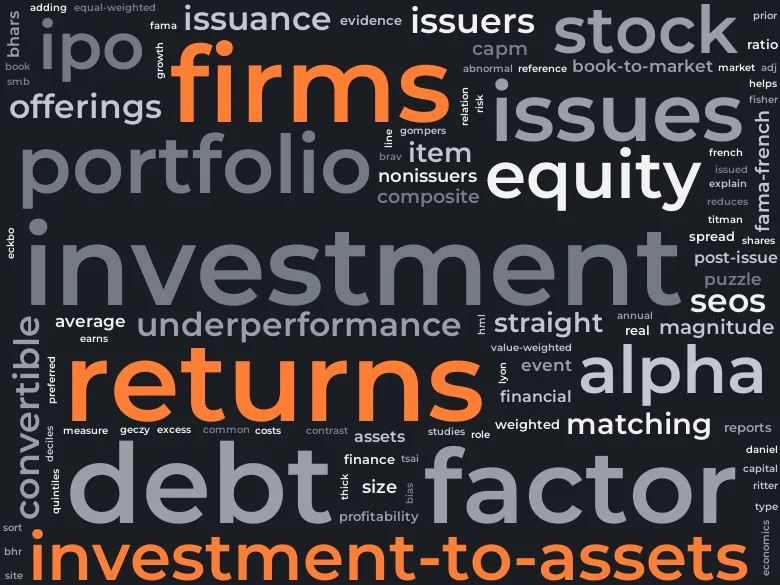 adding equal-weighted
bhars
ipo
fama
issuance
evidence
issuers
stock
prior
ratio
capm
growth
book
smb
firms
abnormal reference book-to-market market adj
helps
offerings
relation
risk
issues
fisher
fama-french
portfolio
line
gompers
brav
item
nonissuers
composite
equity
french
issued
explain
reduces
titman
eckbo
investment
spread shares
post-issue
puzzle
seos
average
earns
underperformance
hml
straight
annual
real
magnitude
convertible
preferred
returns
value-weighted
lyon
event
financial
alpha
measure geczy excess common costs contrast
assets
studies role
weighted
matching
reports
deciles
quintiles
debt
finance tsai
thick
size
bias
profitability
factor
daniel
capital
ritter
type
economics
sort
bhr
site
investment-to-assets